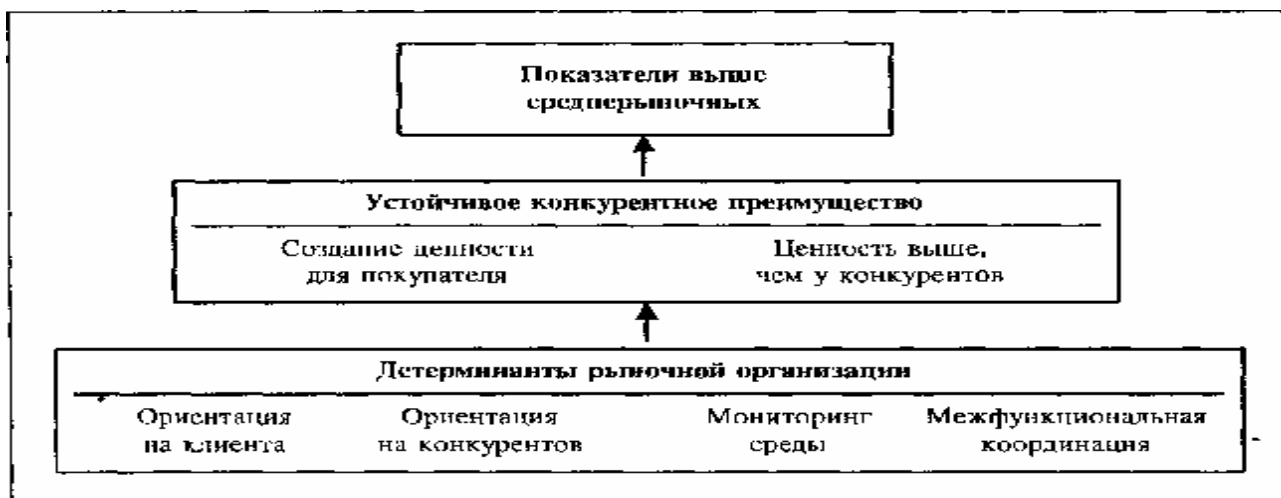 Показатели выше
среднерыночных
Устойчивое конкурентное преимущество
Создание ценности
для покупателя
Ценность выше,
чем у конкурентов
Детерминанты рыночной организации
Ориентация
на клиента
Ориентация
на конкурентов
Мониторинг
среды
Межфункциональная
координация